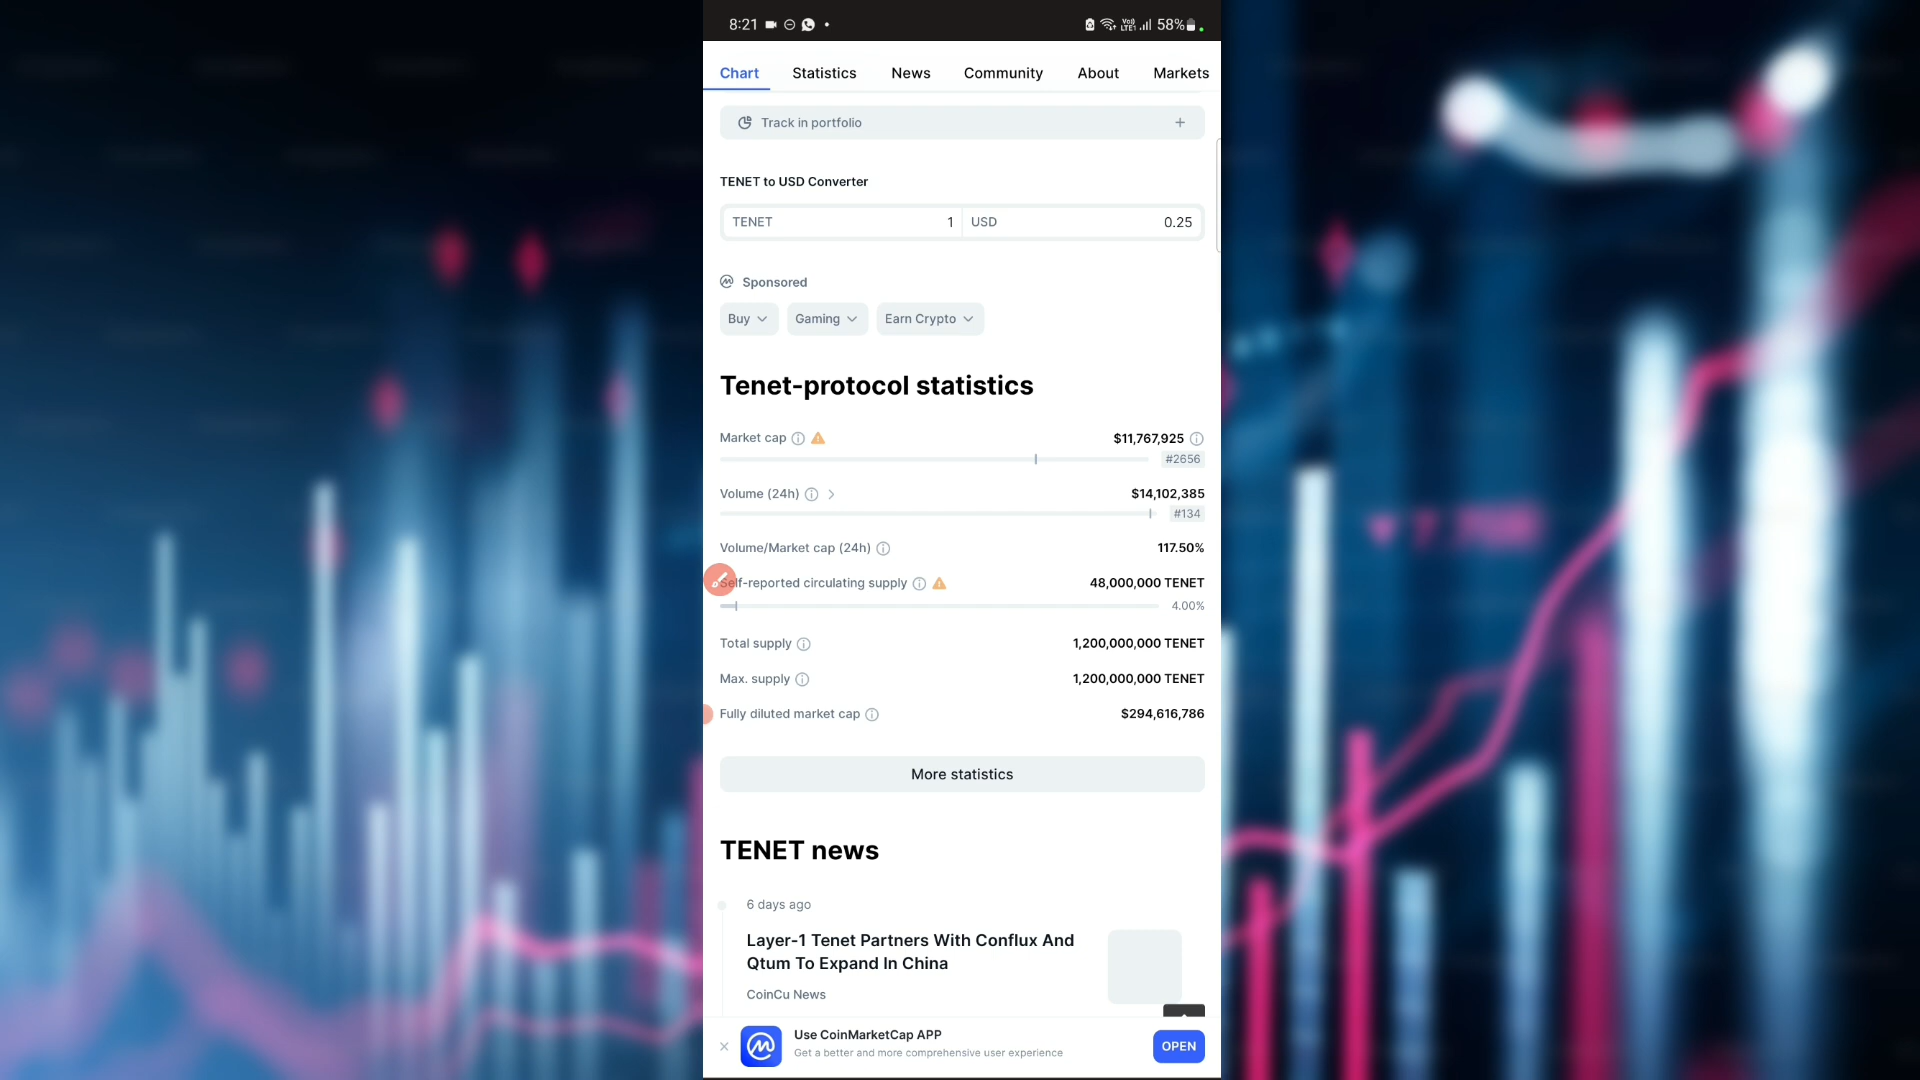 8:21 58%
Chart Statistics News Community About Markets
Track in portfolio +
TENET to USD Converter
TENET 1 USD 0.25
Sponsored
Buy Gaming Earn Crypto
Tenet-protocol statistics
Market cap $11,767,925
#2656
Volume (24h) $14,102,385
#134
Volume/Market cap (24h) 117.50%
Self-reported circulating supply 48,000,000 TENET
4.00%
Total supply 1,200,000,000 TENET
Max. supply 1,200,000,000 TENET
Fully diluted market cap $294,616,786
More statistics
TENET news
6 days ago
Layer-1 Tenet Partners With Conflux And
Qtum To Expand In China
CoinCu News
Use CoinMarketCap APP
Get a better and more comprehensive user experience
OPEN